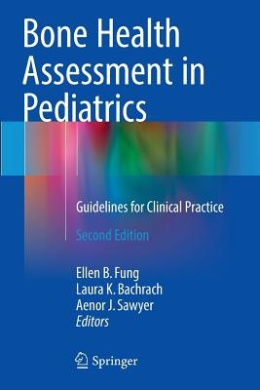 Bone Health
Assessment in
Pediatrics
Guidelines for Clinical Practice
Second Edition
Ellen B. Fung
Laura K. Bachrach
Aenor J. Sawyer
Editors
Springer